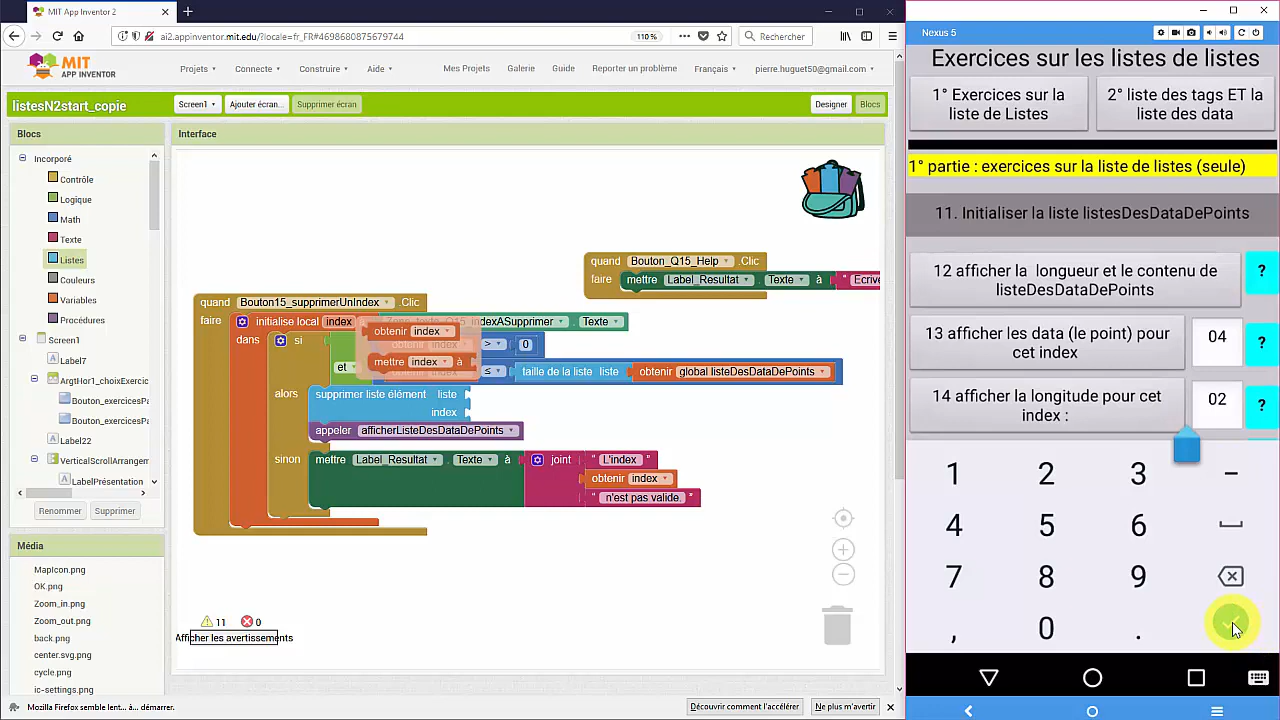 MIT App Inventor 2
ai2.appinventor.mit.edu/?locale=fr_FR#4698680875679744
110 %
Rechercher
MIT
APP INVENTOR
Projets
Connecte
Construire
Aide
Mes Projets
Galerie
Guide
Reporter un problème
Français
pierre.huguet50@gmail.com
listesN2start_copie
Screen1
Ajouter écran...
Supprimer écran
Designer
Blocs
Blocs
Interface
Incorporé
Contrôle
Logique
Math
Texte
Listes
Couleurs
Variables
Procédures
Screen1
Label7
ArgtHor1_choixExercic
Bouton_exercicesPa
Bouton_exercicesPa
Label22
VerticalScrollArrangem
LabelPrésentation
Renommer
Supprimer
Média
MapIcon.png
OK.png
Zoom_in.png
Zoom_out.png
back.png
center.svg.png
cycle.png
ic-settings.png
quand Bouton_Q15_Help .Clic
faire mettre Label_Resultat . Texte à " Ecrive
quand Bouton15_supprimerUnIndex .Clic
faire initialise local index indexASupprimer . Texte
obtenir index
mettre index à
dans si > 0
et ≤ taille de la liste liste obtenir global listeDesDataDePoints
alors supprimer liste élément liste
index
appeler afficherListeDesDataDePoints
sinon mettre Label_Resultat . Texte à joint " L'index "
obtenir index
" n'est pas valide. "
11 0
Afficher les avertissements
Mozilla Firefox semble lent... à... démarrer.
Découvrir comment l'accélérer
Ne plus m'avertir
Nexus 5
Exercices sur les listes de listes
1° Exercices sur la
liste de Listes
2° liste des tags ET la
liste des data
1° partie : exercices sur la liste de listes (seule)
11. Initialiser la liste listesDesDataDePoints
12 afficher la longueur et le contenu de
listeDesDataDePoints
?
13 afficher les data (le point) pour
cet index
04
?
14 afficher la longitude pour cet
index :
02
?
1 2 3 −
4 5 6
7 8 9
, 0 .